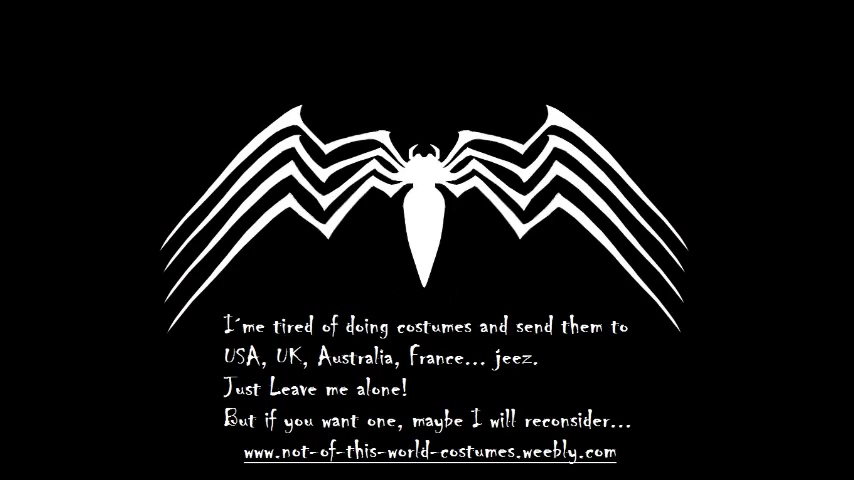 I´me tired of doing costumes and send them to
USA, UK, Australia, France... jeez.
Just Leave me alone!
But if you want one, maybe I will reconsider...
www.not-of-this-world-costumes.weebly.com